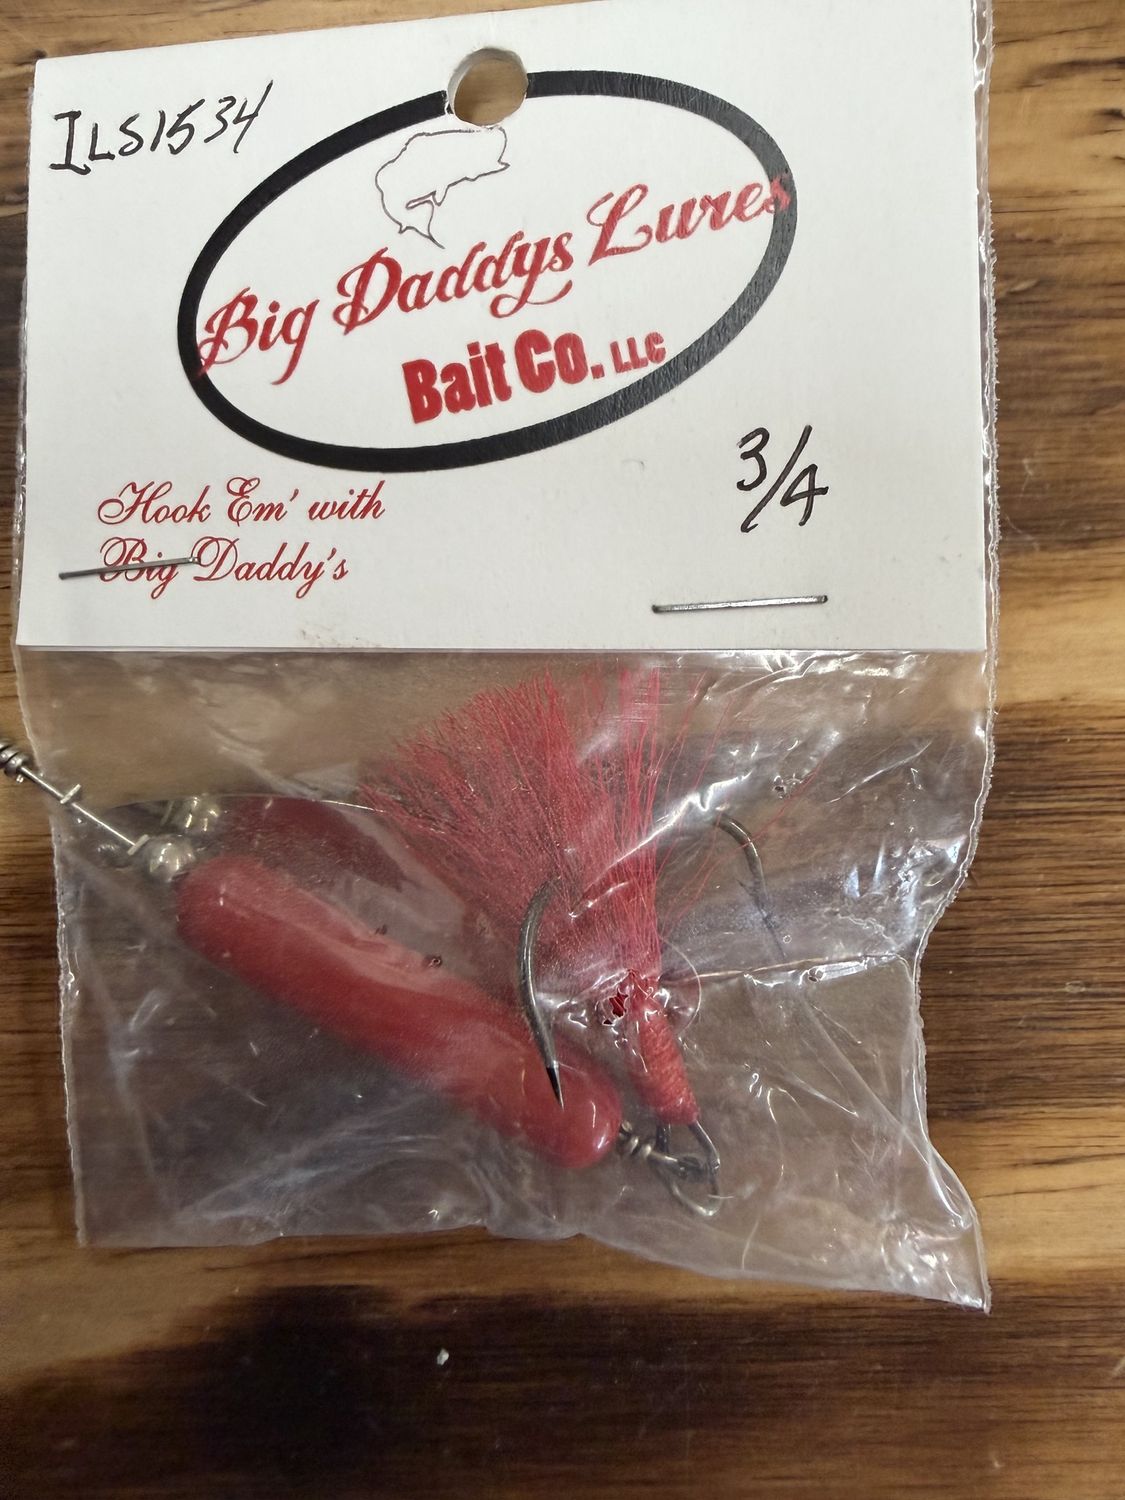 ILS1534
Big Daddys Lures
Bait Co. LLC
3/4
Hook Em' with
Big Daddy's